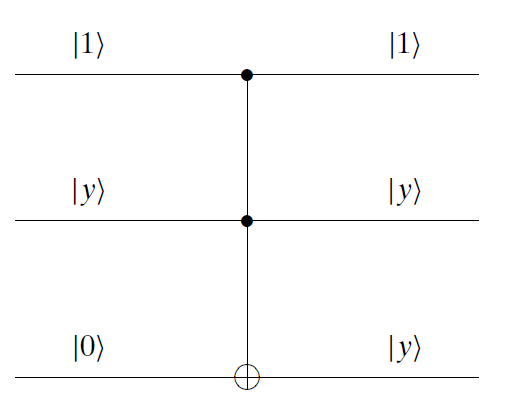 |1⟩ |1⟩
|y⟩ |y⟩
|0⟩ |y⟩